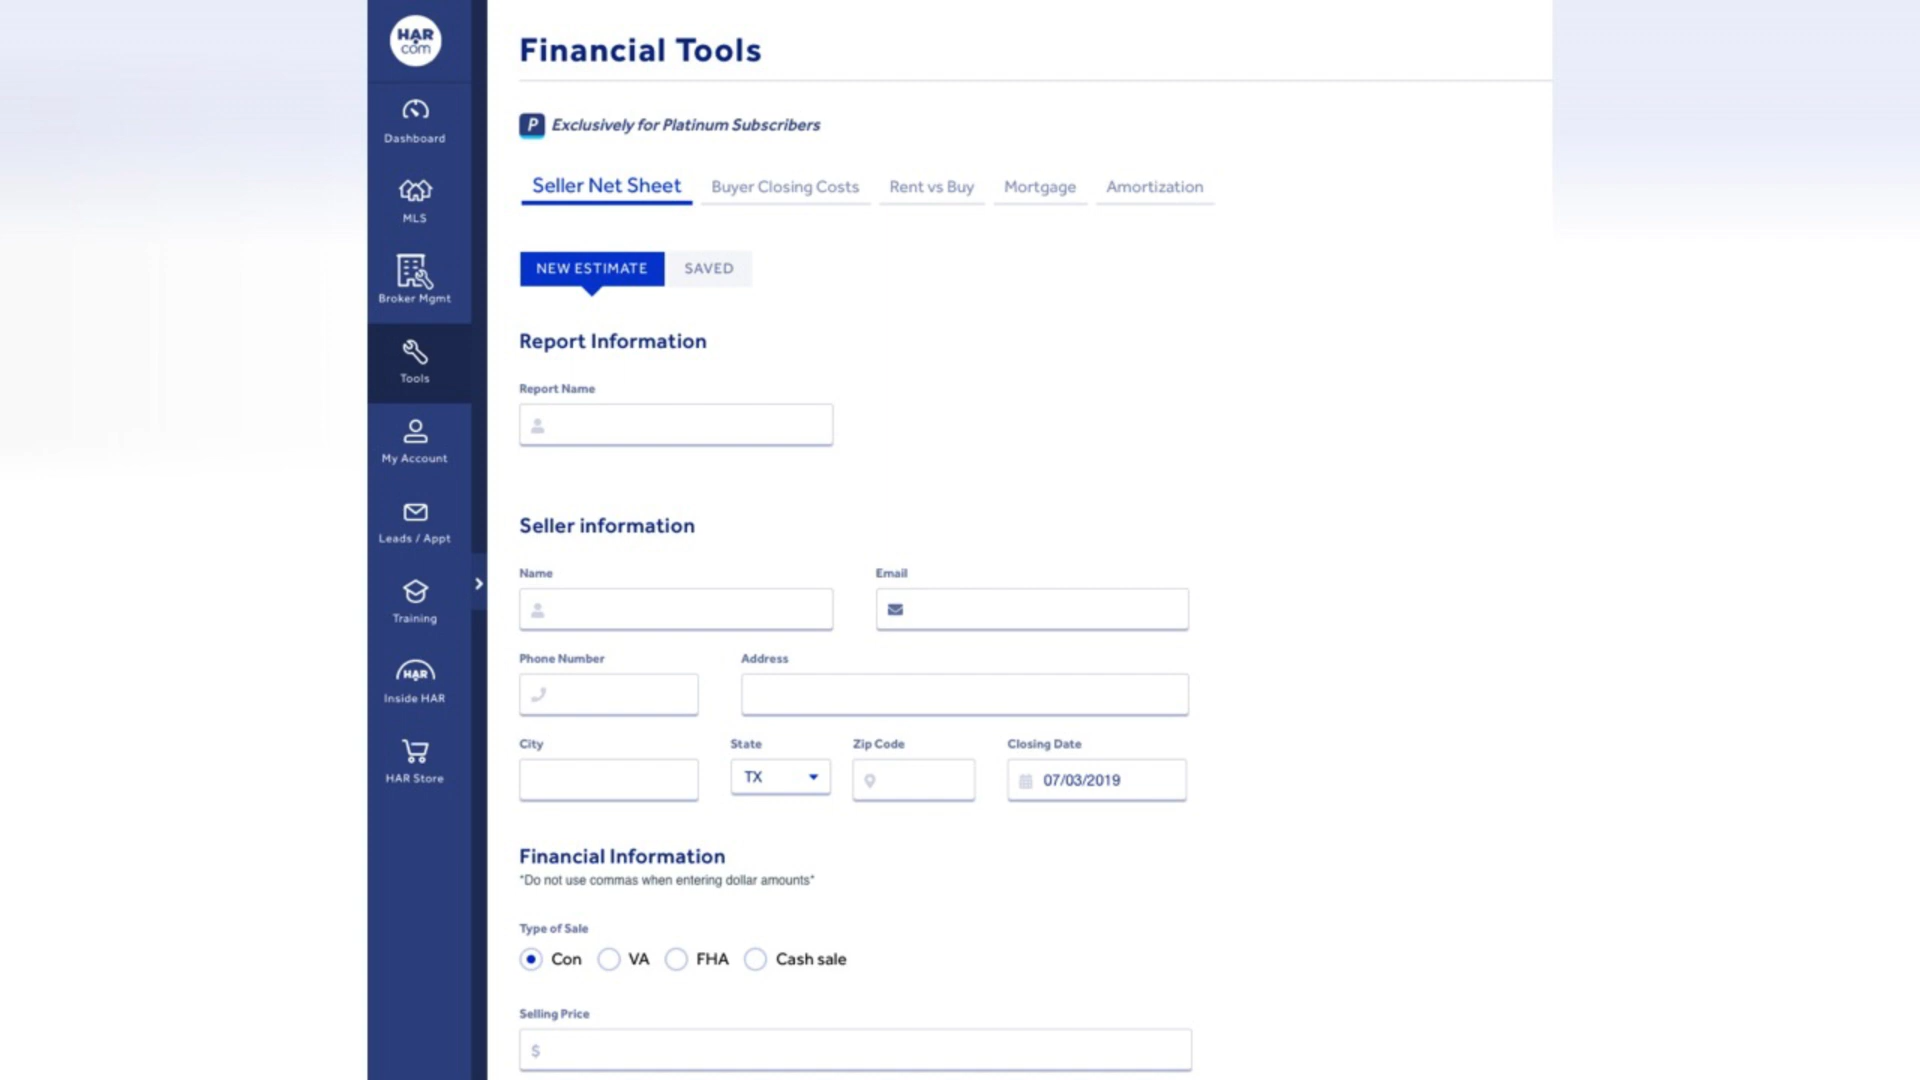 HAR
com
Dashboard
MLS
Broker Mgmt
Tools
My Account
Leads / Appt
Training
HAR
Inside HAR
HAR Store
Financial Tools
P Exclusively for Platinum Subscribers
Seller Net Sheet Buyer Closing Costs Rent vs Buy Mortgage Amortization
NEW ESTIMATE SAVED
Report Information
Report Name
Seller information
Name Email
Phone Number Address
City State Zip Code Closing Date
TX 07/03/2019
Financial Information
*Do not use commas when entering dollar amounts*
Type of Sale
Con VA FHA Cash sale
Selling Price
$